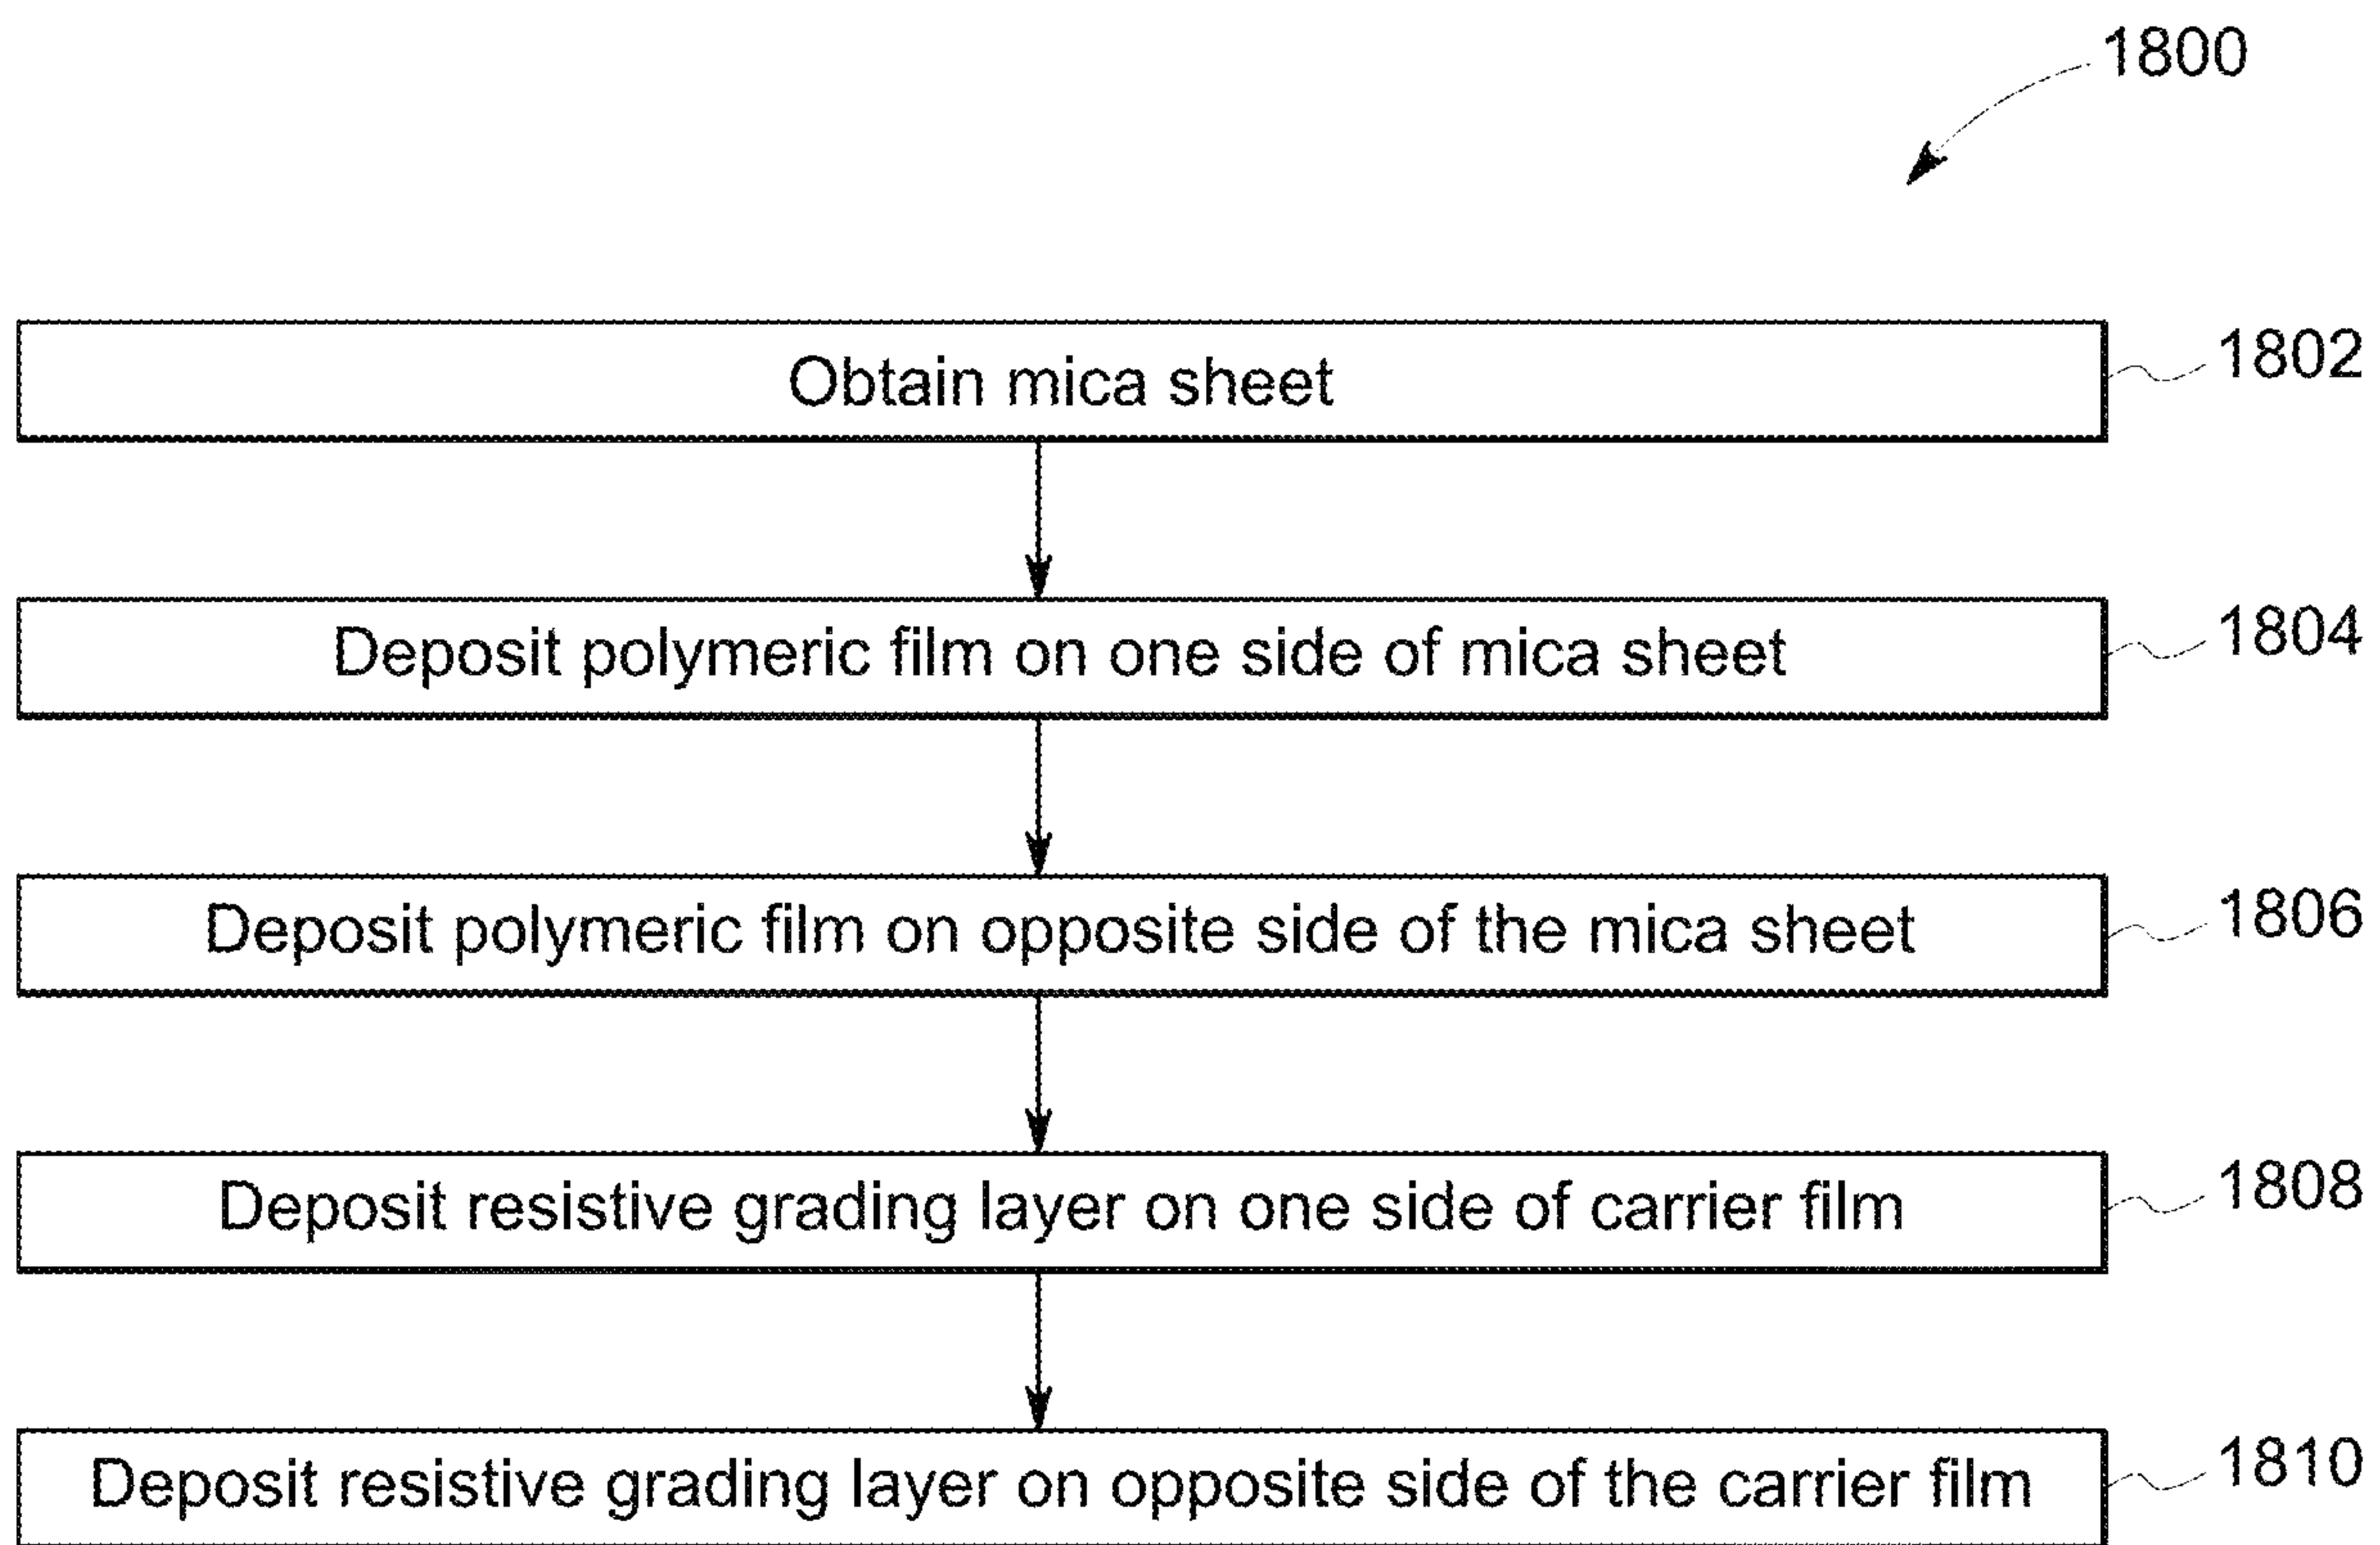 1800
Obtain mica sheet 1802
Deposit polymeric film on one side of mica sheet 1804
Deposit polymeric film on opposite side of the mica sheet 1806
Deposit resistive grading layer on one side of carrier film 1808
Deposit resistive grading layer on opposite side of the carrier film 1810